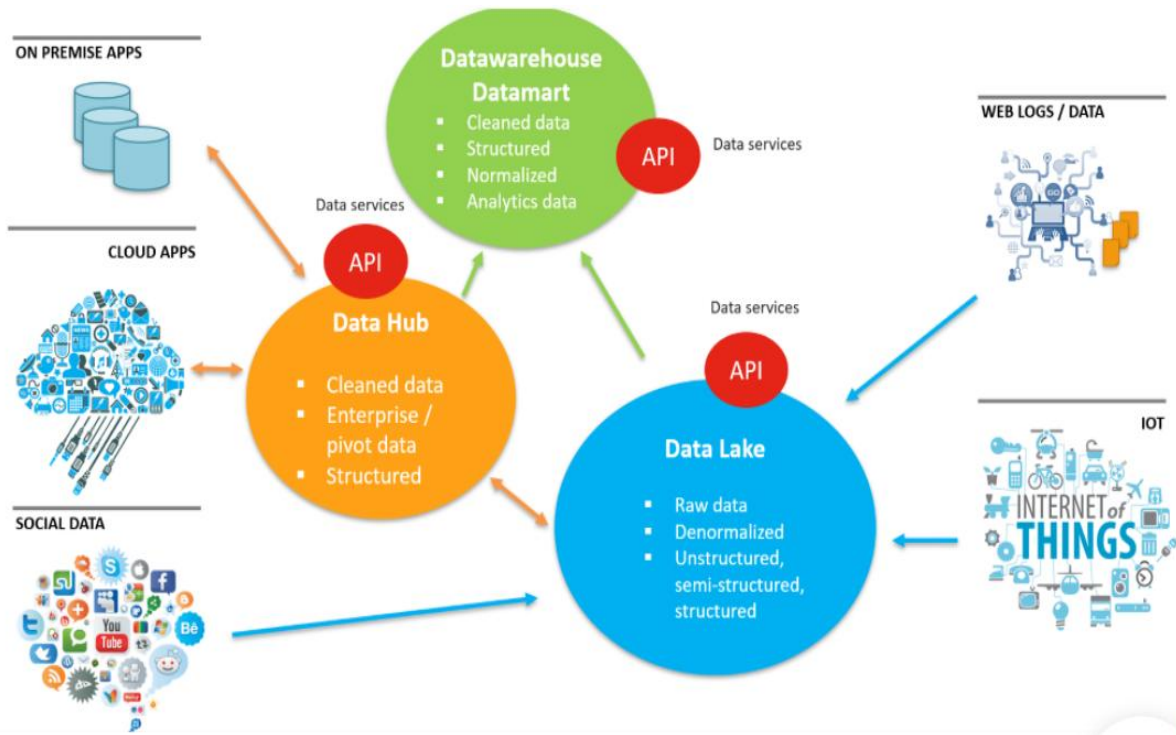 ON PREMISE APPS
CLOUD APPS
SOCIAL DATA
Datawarehouse
Datamart
▪ Cleaned data
▪ Structured
▪ Normalized
▪ Analytics data
API
Data services
Data services
API
Data Hub
▪ Cleaned data
▪ Enterprise /
pivot data
▪ Structured
Data services
API
Data Lake
▪ Raw data
▪ Denormalized
▪ Unstructured,
semi-structured,
structured
WEB LOGS / DATA
GO
IOT
INTERNET of
THINGS
You
Tube
Bē